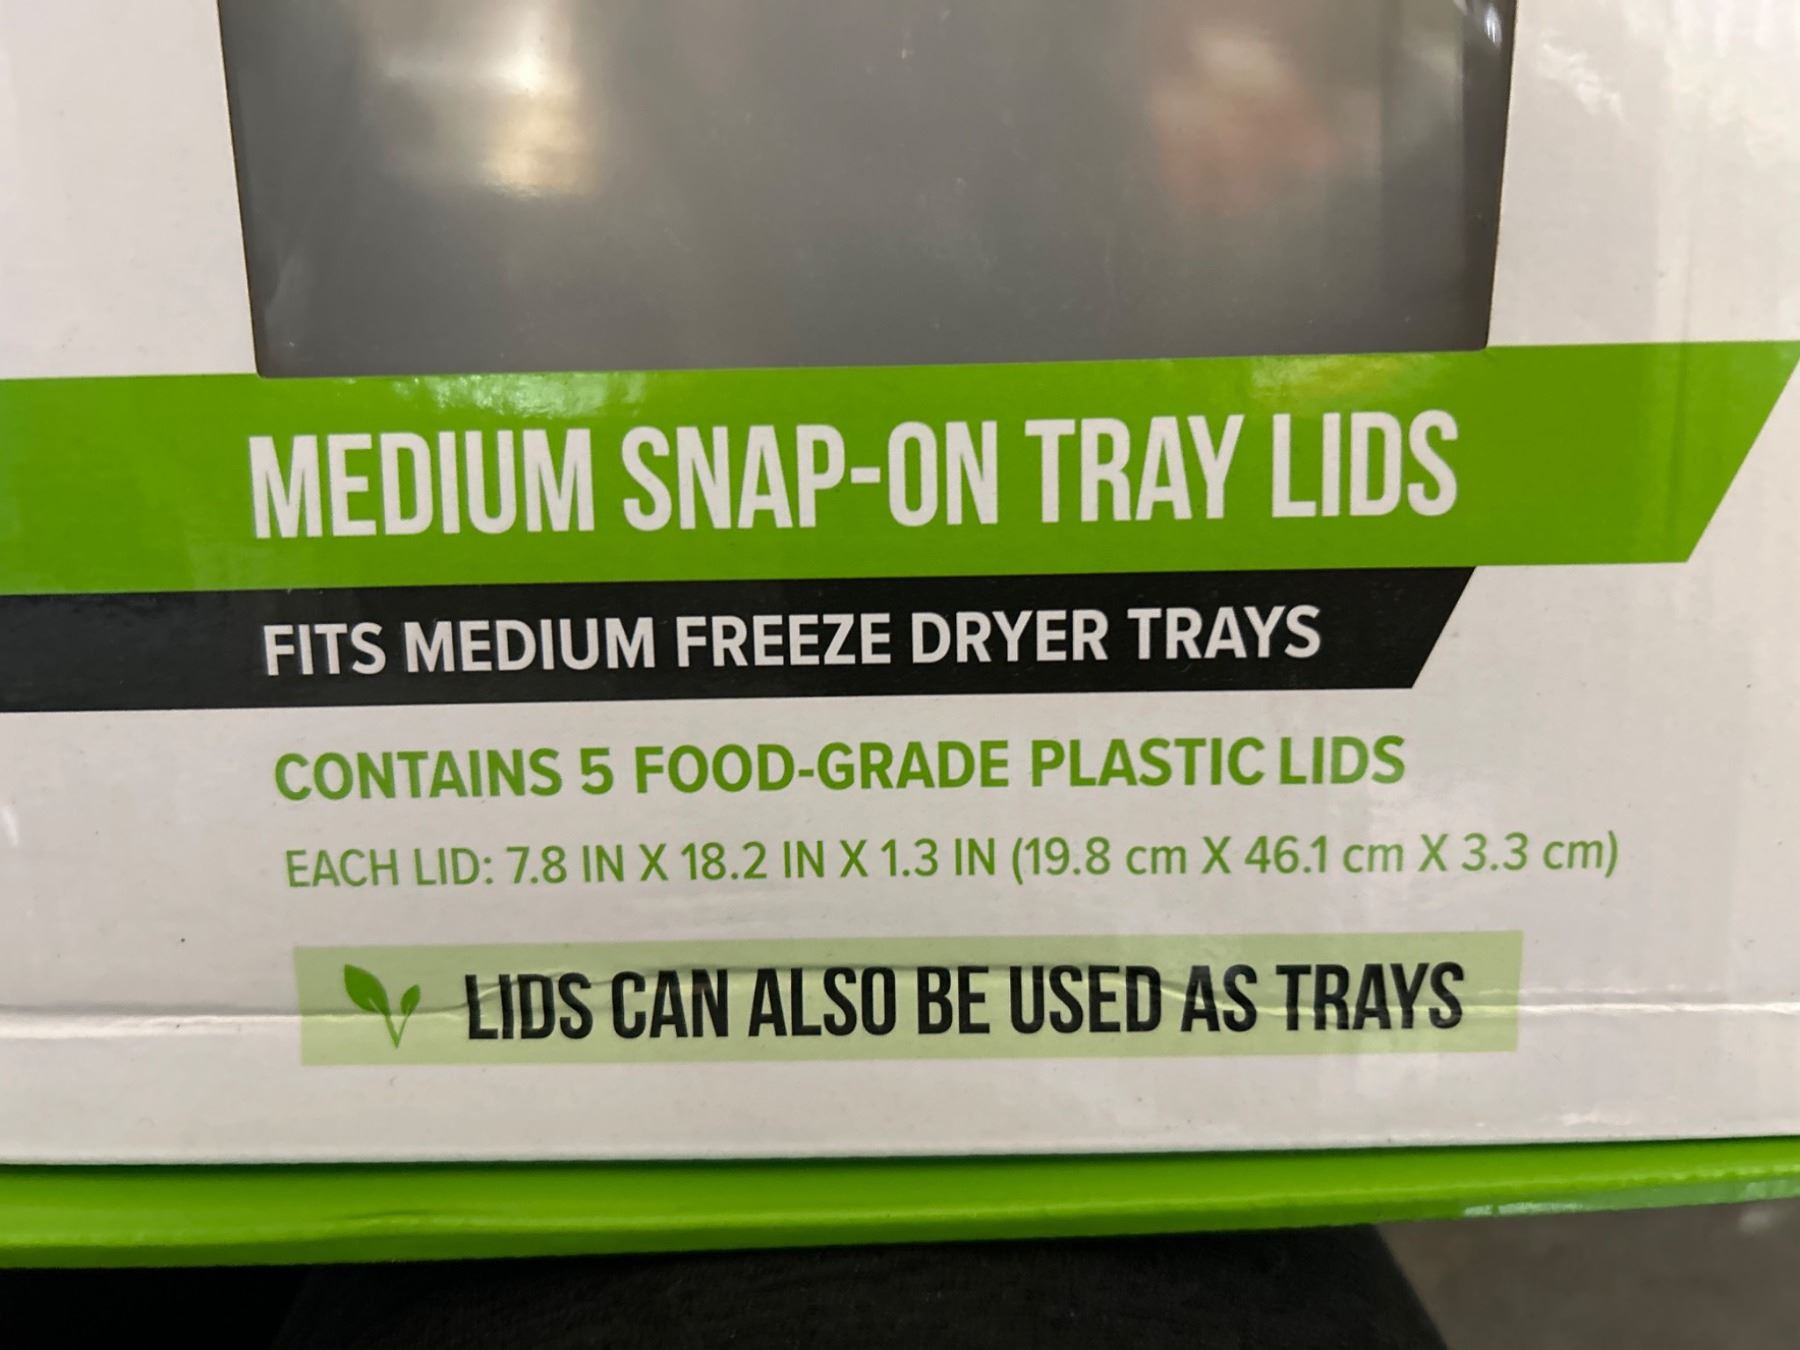 MEDIUM SNAP-ON TRAY LIDS
FITS MEDIUM FREEZE DRYER TRAYS
CONTAINS 5 FOOD-GRADE PLASTIC LIDS
EACH LID: 7.8 IN X 18.2 IN X 1.3 IN (19.8 cm X 46.1 cm X 3.3 cm)
LIDS CAN ALSO BE USED AS TRAYS